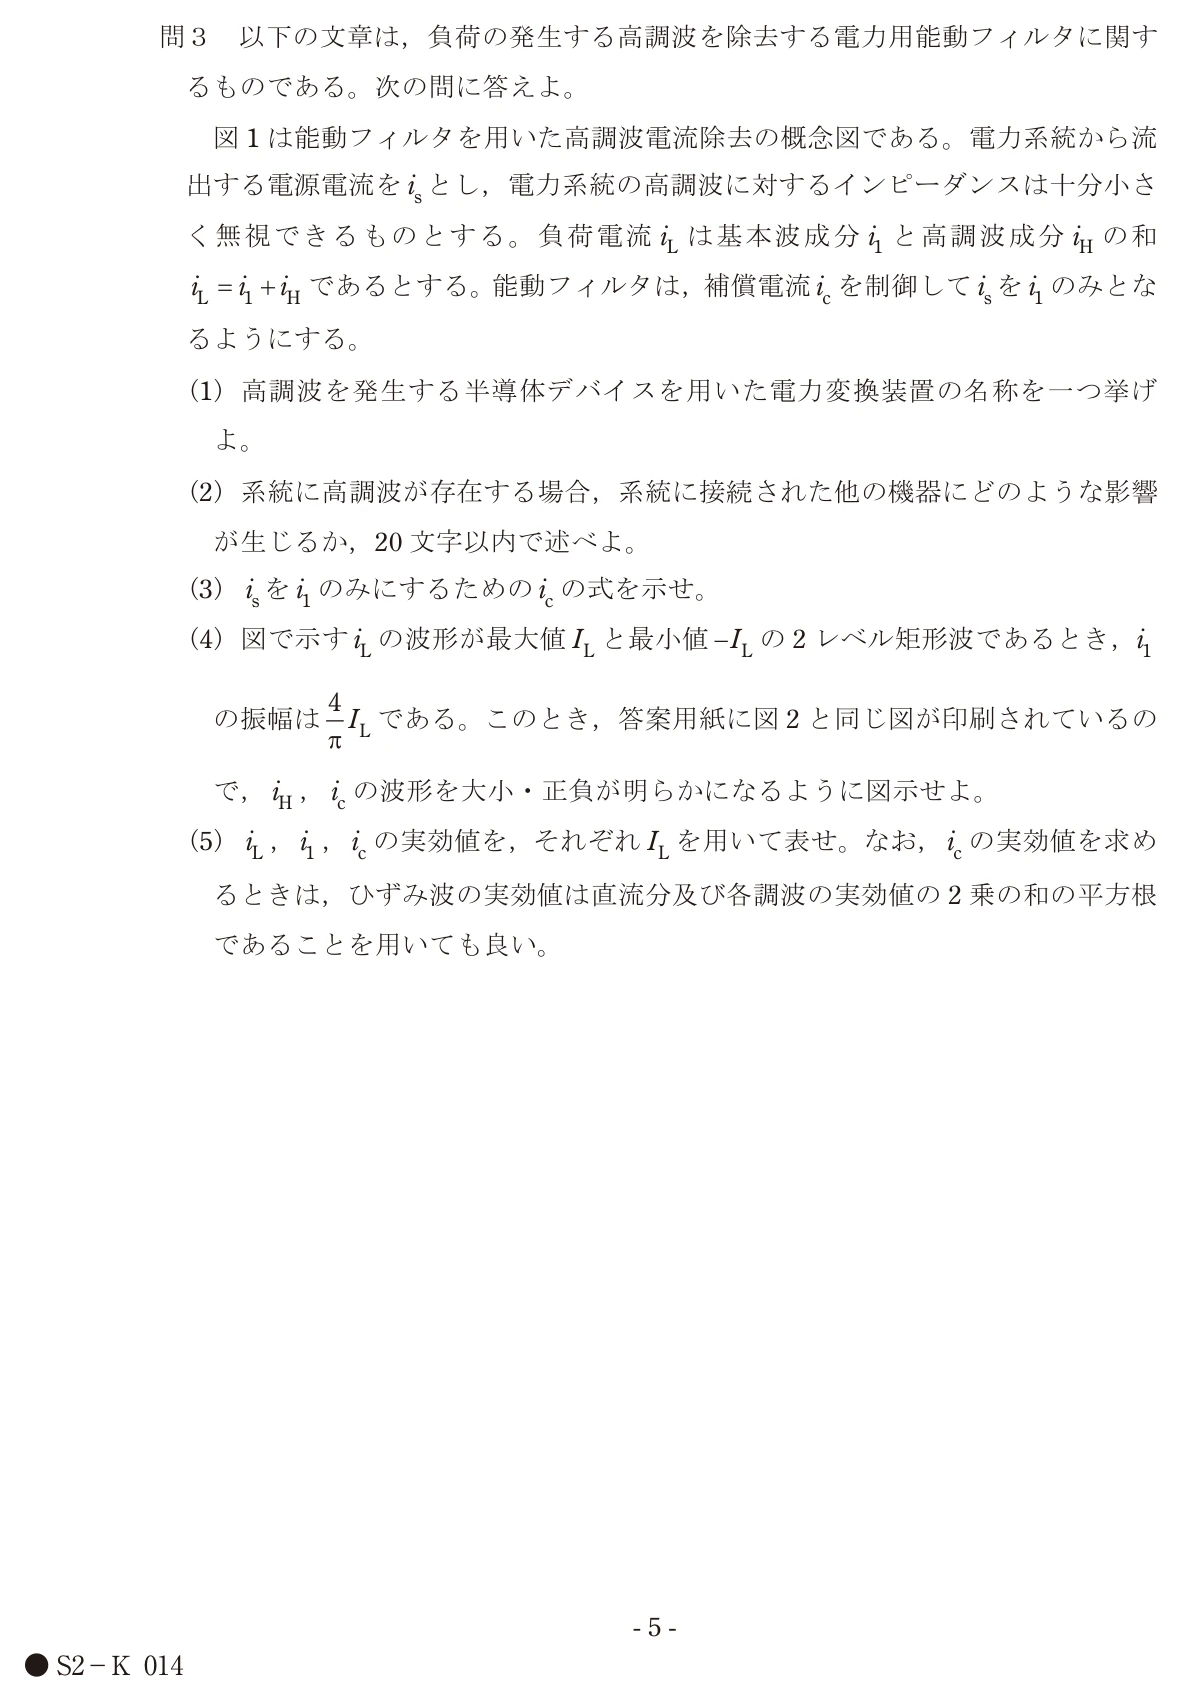 問3　以下の文章は，負荷の発生する高調波を除去する電力用能動フィルタに関す
るものである。次の問に答えよ。
図1は能動フィルタを用いた高調波電流除去の概念図である。電力系統から流
出する電源電流を i_s とし，電力系統の高調波に対するインピーダンスは十分小さ
く無視できるものとする。負荷電流 i_L は基本波成分 i_1 と高調波成分 i_H の和
i_L = i_1 + i_H であるとする。能動フィルタは，補償電流 i_c を制御して i_s を i_1 のみとな
るようにする。
(1) 高調波を発生する半導体デバイスを用いた電力変換装置の名称を一つ挙げ
よ。
(2) 系統に高調波が存在する場合，系統に接続された他の機器にどのような影響
が生じるか，20 文字以内で述べよ。
(3) i_s を i_1 のみにするための i_c の式を示せ。
(4) 図で示す i_L の波形が最大値 I_L と最小値 −I_L の 2 レベル矩形波であるとき，i_1
の振幅は 4/π I_L である。このとき，答案用紙に図 2 と同じ図が印刷されているの
で，i_H，i_c の波形を大小・正負が明らかになるように図示せよ。
(5) i_L，i_1，i_c の実効値を，それぞれ I_L を用いて表せ。なお，i_c の実効値を求め
るときは，ひずみ波の実効値は直流分及び各調波の実効値の 2 乗の和の平方根
であることを用いても良い。
- 5 -
●S2－K 014